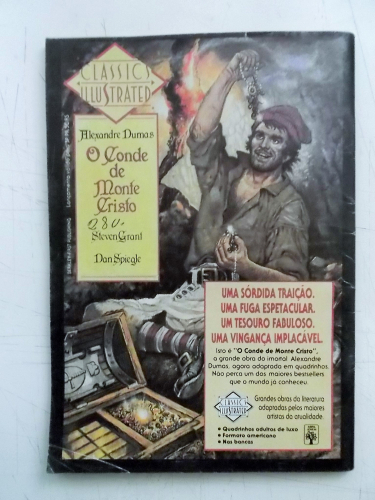 CLASSICS
ILLUSTRATED
Alexandre Dumas
O Conde
de
Monte
Cristo
Steven Grant
Dan Spiegle
UMA SÓRDIDA TRAIÇÃO.
UMA FUGA ESPETACULAR.
UM TESOURO FABULOSO.
UMA VINGANÇA IMPLACÁVEL.
Isto é "O Conde de Monte Cristo",
a grande obra do imortal Alexandre
Dumas, agora adaptada em quadrinhos.
Não perca um dos maiores bestsellers
que o mundo já conheceu.
CLASSICS
ILLUSTRATED
Grandes obras da literatura
adaptadas pelos maiores
artistas da atualidade.
• Quadrinhos adultos de luxo
• Formato americano
• Nas bancas